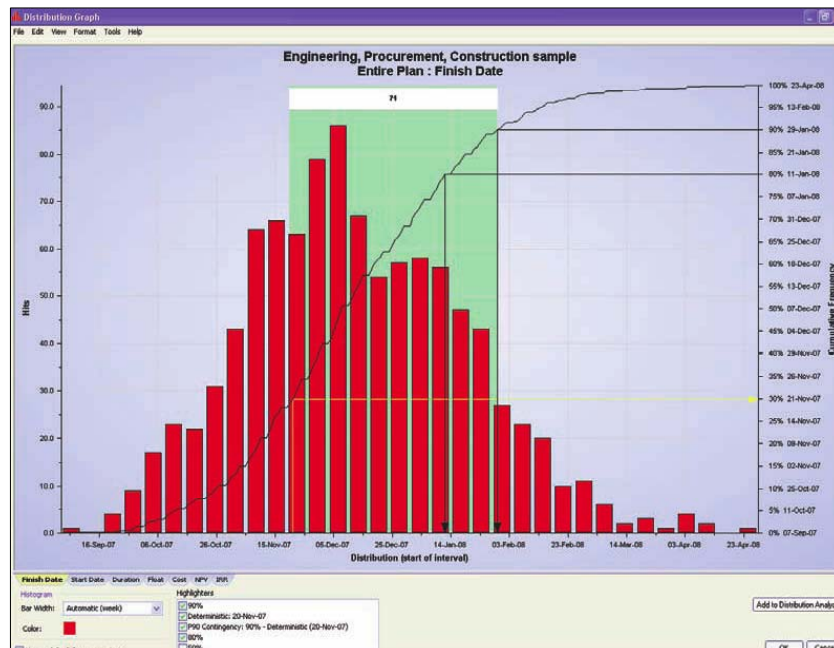 Distribution Graph
File Edit View Format Tools Help
Engineering, Procurement, Construction sample
Entire Plan : Finish Date
71
90.0
80.0
70.0
60.0
50.0
40.0
30.0
20.0
10.0
0.0
Hits
100% 23-Apr-08
95% 13-Feb-08
90% 29-Jan-08
85% 21-Jan-08
80% 11-Jan-08
75% 07-Jan-08
70% 31-Dec-07
65% 25-Dec-07
60% 18-Dec-07
55% 13-Dec-07
50% 07-Dec-07
45% 04-Dec-07
40% 29-Nov-07
35% 26-Nov-07
30% 21-Nov-07
25% 14-Nov-07
20% 08-Nov-07
15% 02-Nov-07
10% 25-Oct-07
5% 11-Oct-07
0% 07-Sep-07
Cumulative Frequency
16-Sep-07 06-Oct-07 26-Oct-07 15-Nov-07 05-Dec-07 25-Dec-07 14-Jan-08 03-Feb-08 23-Feb-08 14-Mar-08 03-Apr-08 23-Apr-08
Distribution (start of interval)
Finish Date Start Date Duration Float Cost NPV IRR
Histogram
Bar Width: Automatic (week)
Color:
Highlighters
90%
Deterministic: 20-Nov-07
P90 Contingency: 90% - Deterministic (20-Nov-07)
80%
50%
Add to Distribution Analy
OK